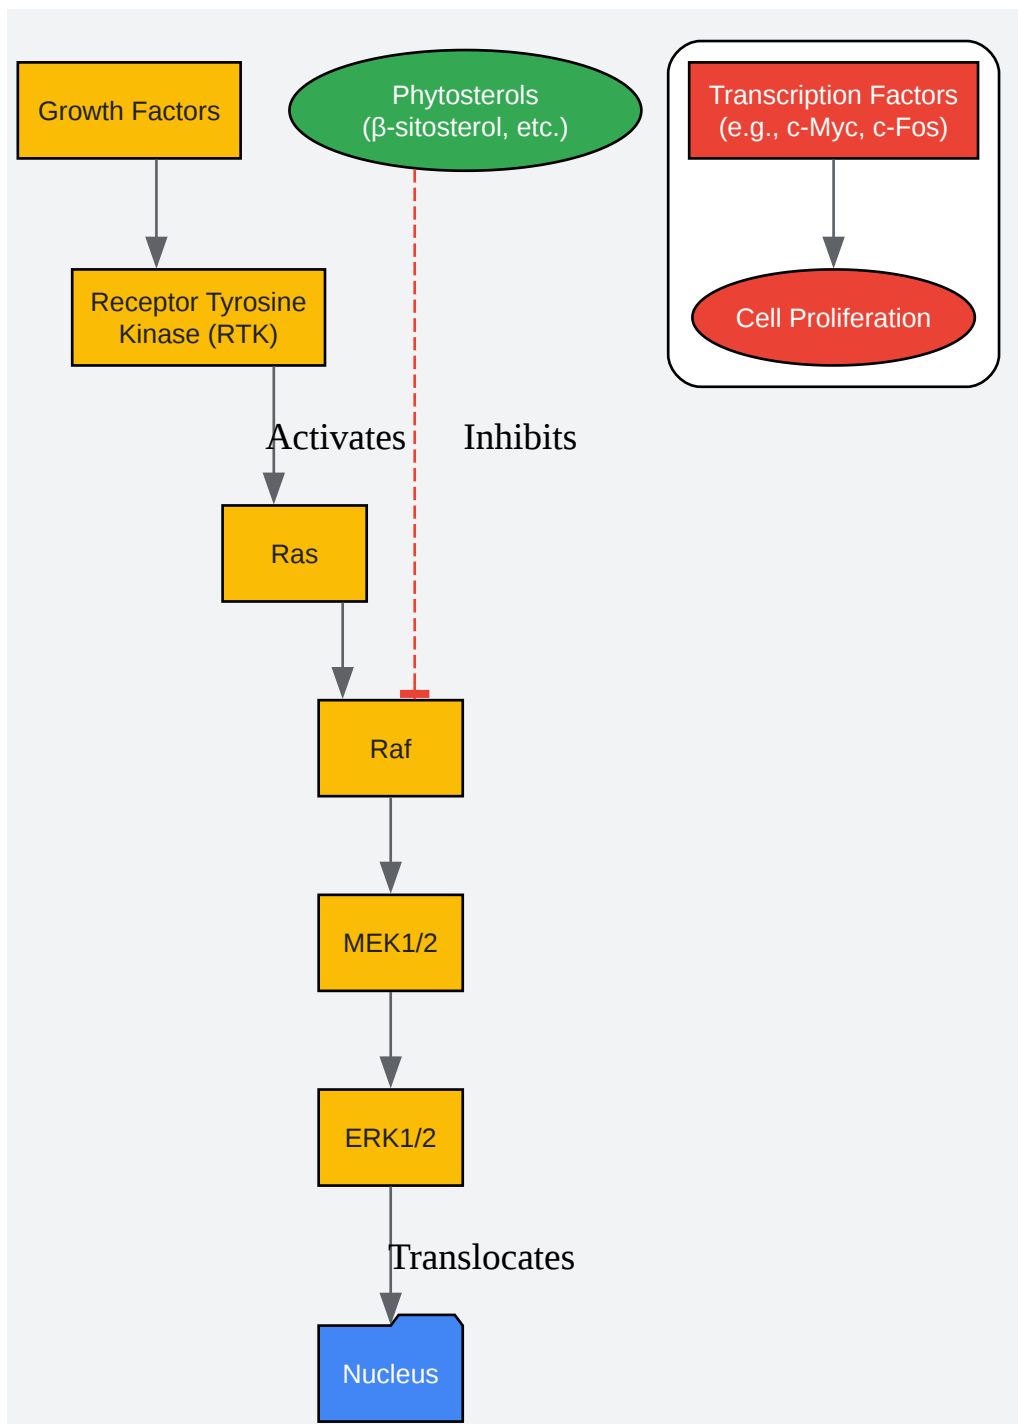 Growth Factors
Phytosterols
(β-sitosterol, etc.)
Transcription Factors
(e.g., c-Myc, c-Fos)
Receptor Tyrosine
Kinase (RTK)
Cell Proliferation
Activates
Inhibits
Ras
Raf
MEK1/2
ERK1/2
Translocates
Nucleus